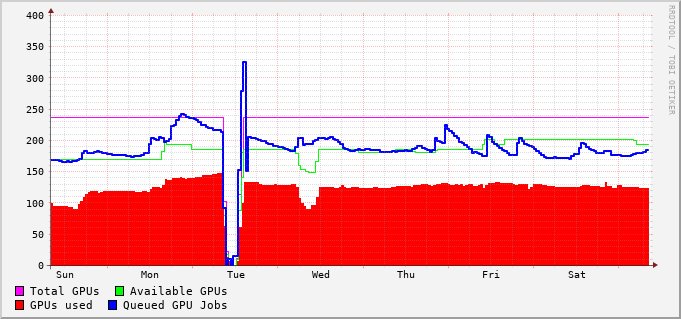 400
350
300
250
200
150
100
50
0
Sun Mon Tue Wed Thu Fri Sat
Total GPUs Available GPUs
GPUs used Queued GPU Jobs
RRDTOOL / TOBI OETIKER